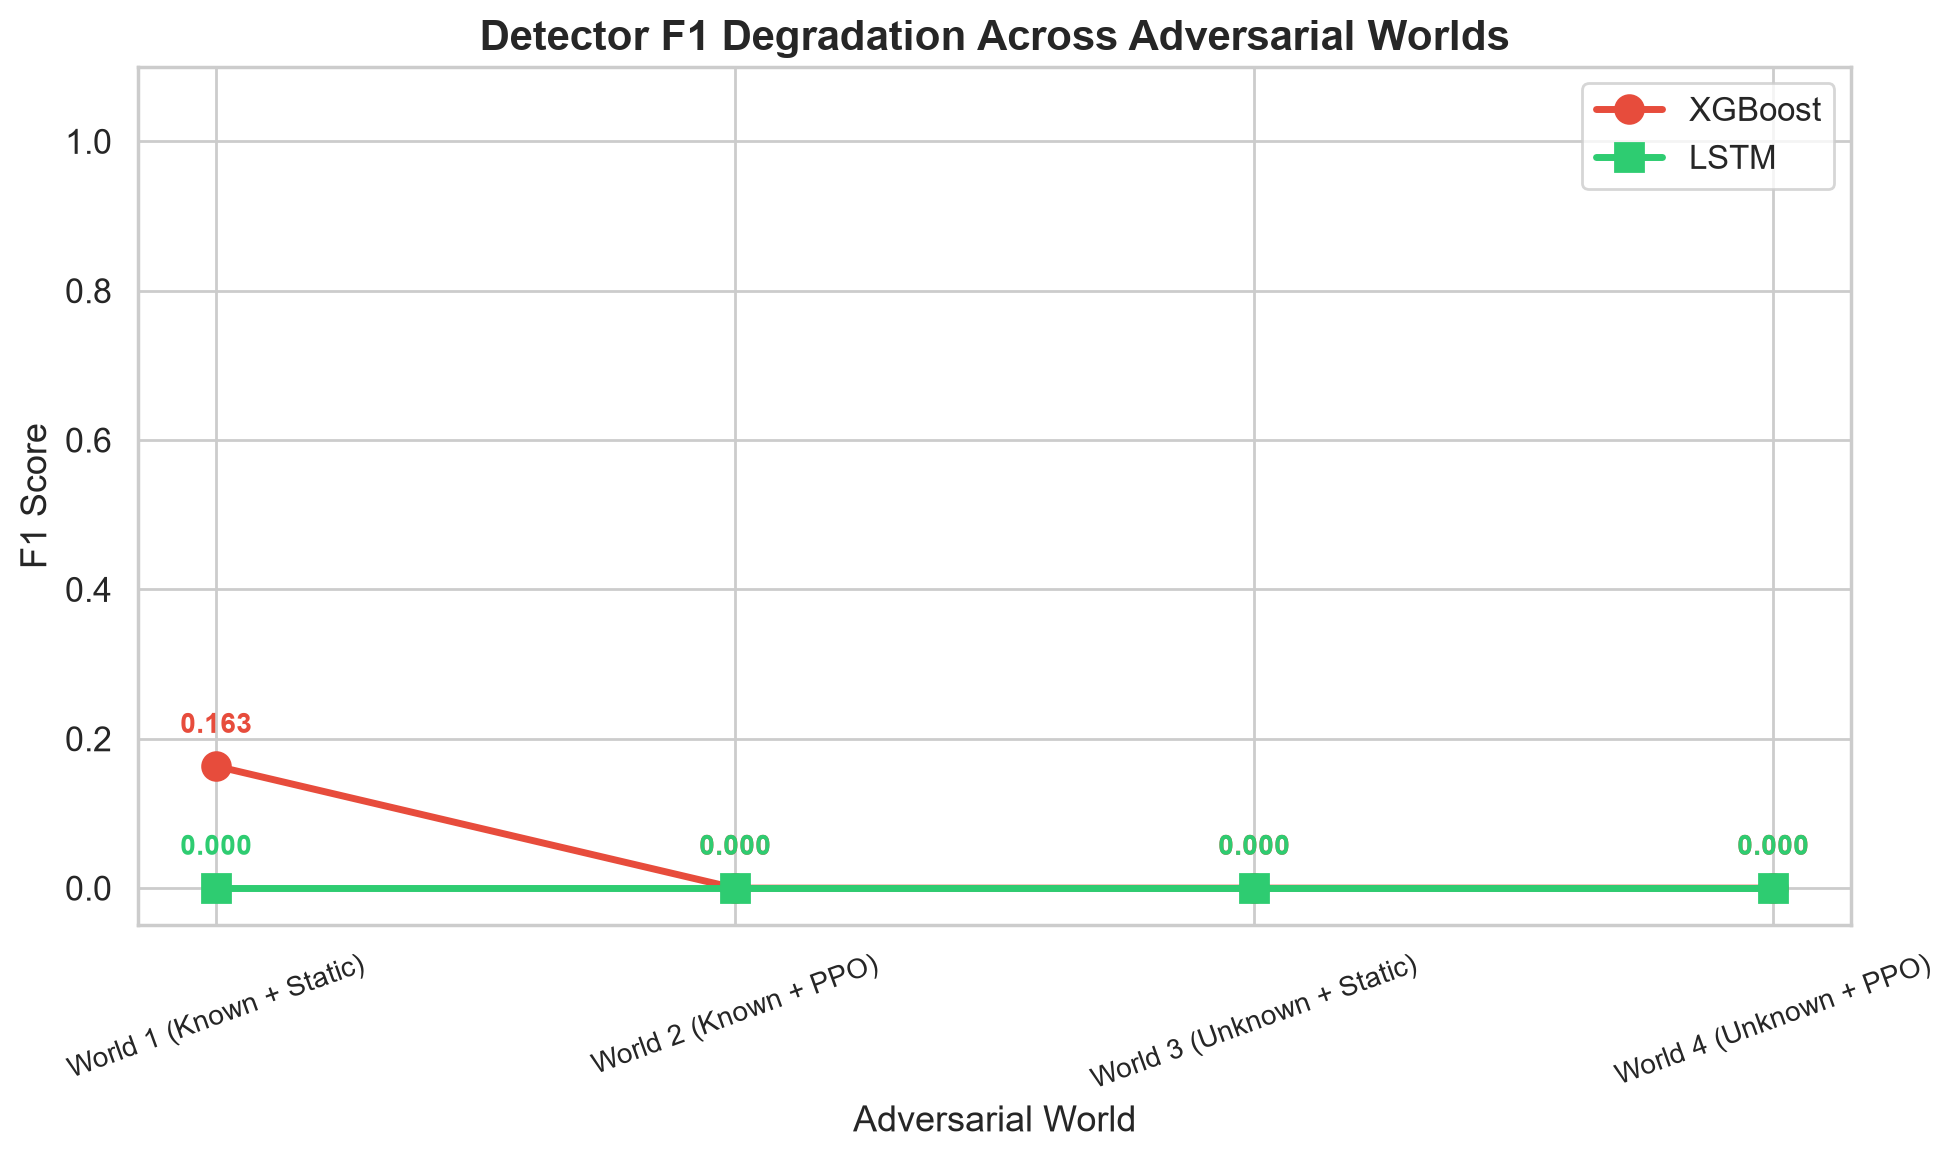 Detector F1 Degradation Across Adversarial Worlds
XGBoost
LSTM
F1 Score
1.0
0.8
0.6
0.4
0.2
0.0
0.163
0.000
0.000
0.000
0.000
World 1 (Known + Static)
World 2 (Known + PPO)
World 3 (Unknown + Static)
World 4 (Unknown + PPO)
Adversarial World